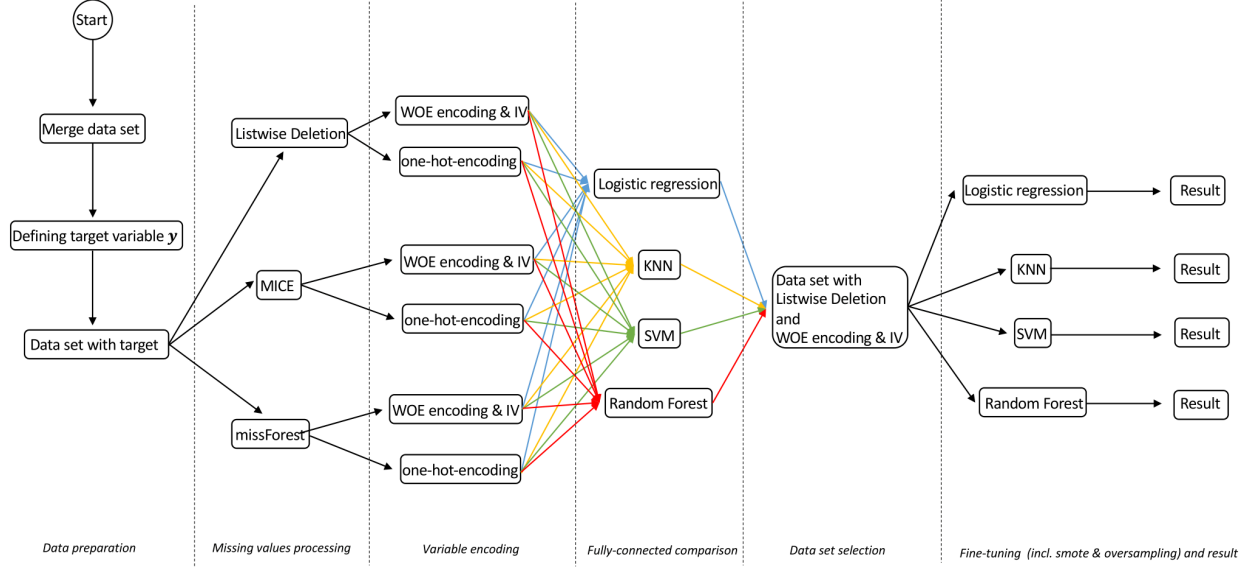 Start
Merge data set
Defining target variable y
Data set with target
Listwise Deletion
MICE
missForest
WOE encoding & IV
one-hot-encoding
WOE encoding & IV
one-hot-encoding
WOE encoding & IV
one-hot-encoding
Logistic regression
KNN
SVM
Random Forest
Data set with
Listwise Deletion
and
WOE encoding & IV
Logistic regression
Result
KNN
Result
SVM
Result
Random Forest
Result
Data preparation
Missing values processing
Variable encoding
Fully-connected comparison
Data set selection
Fine-tuning (incl. smote & oversampling) and result